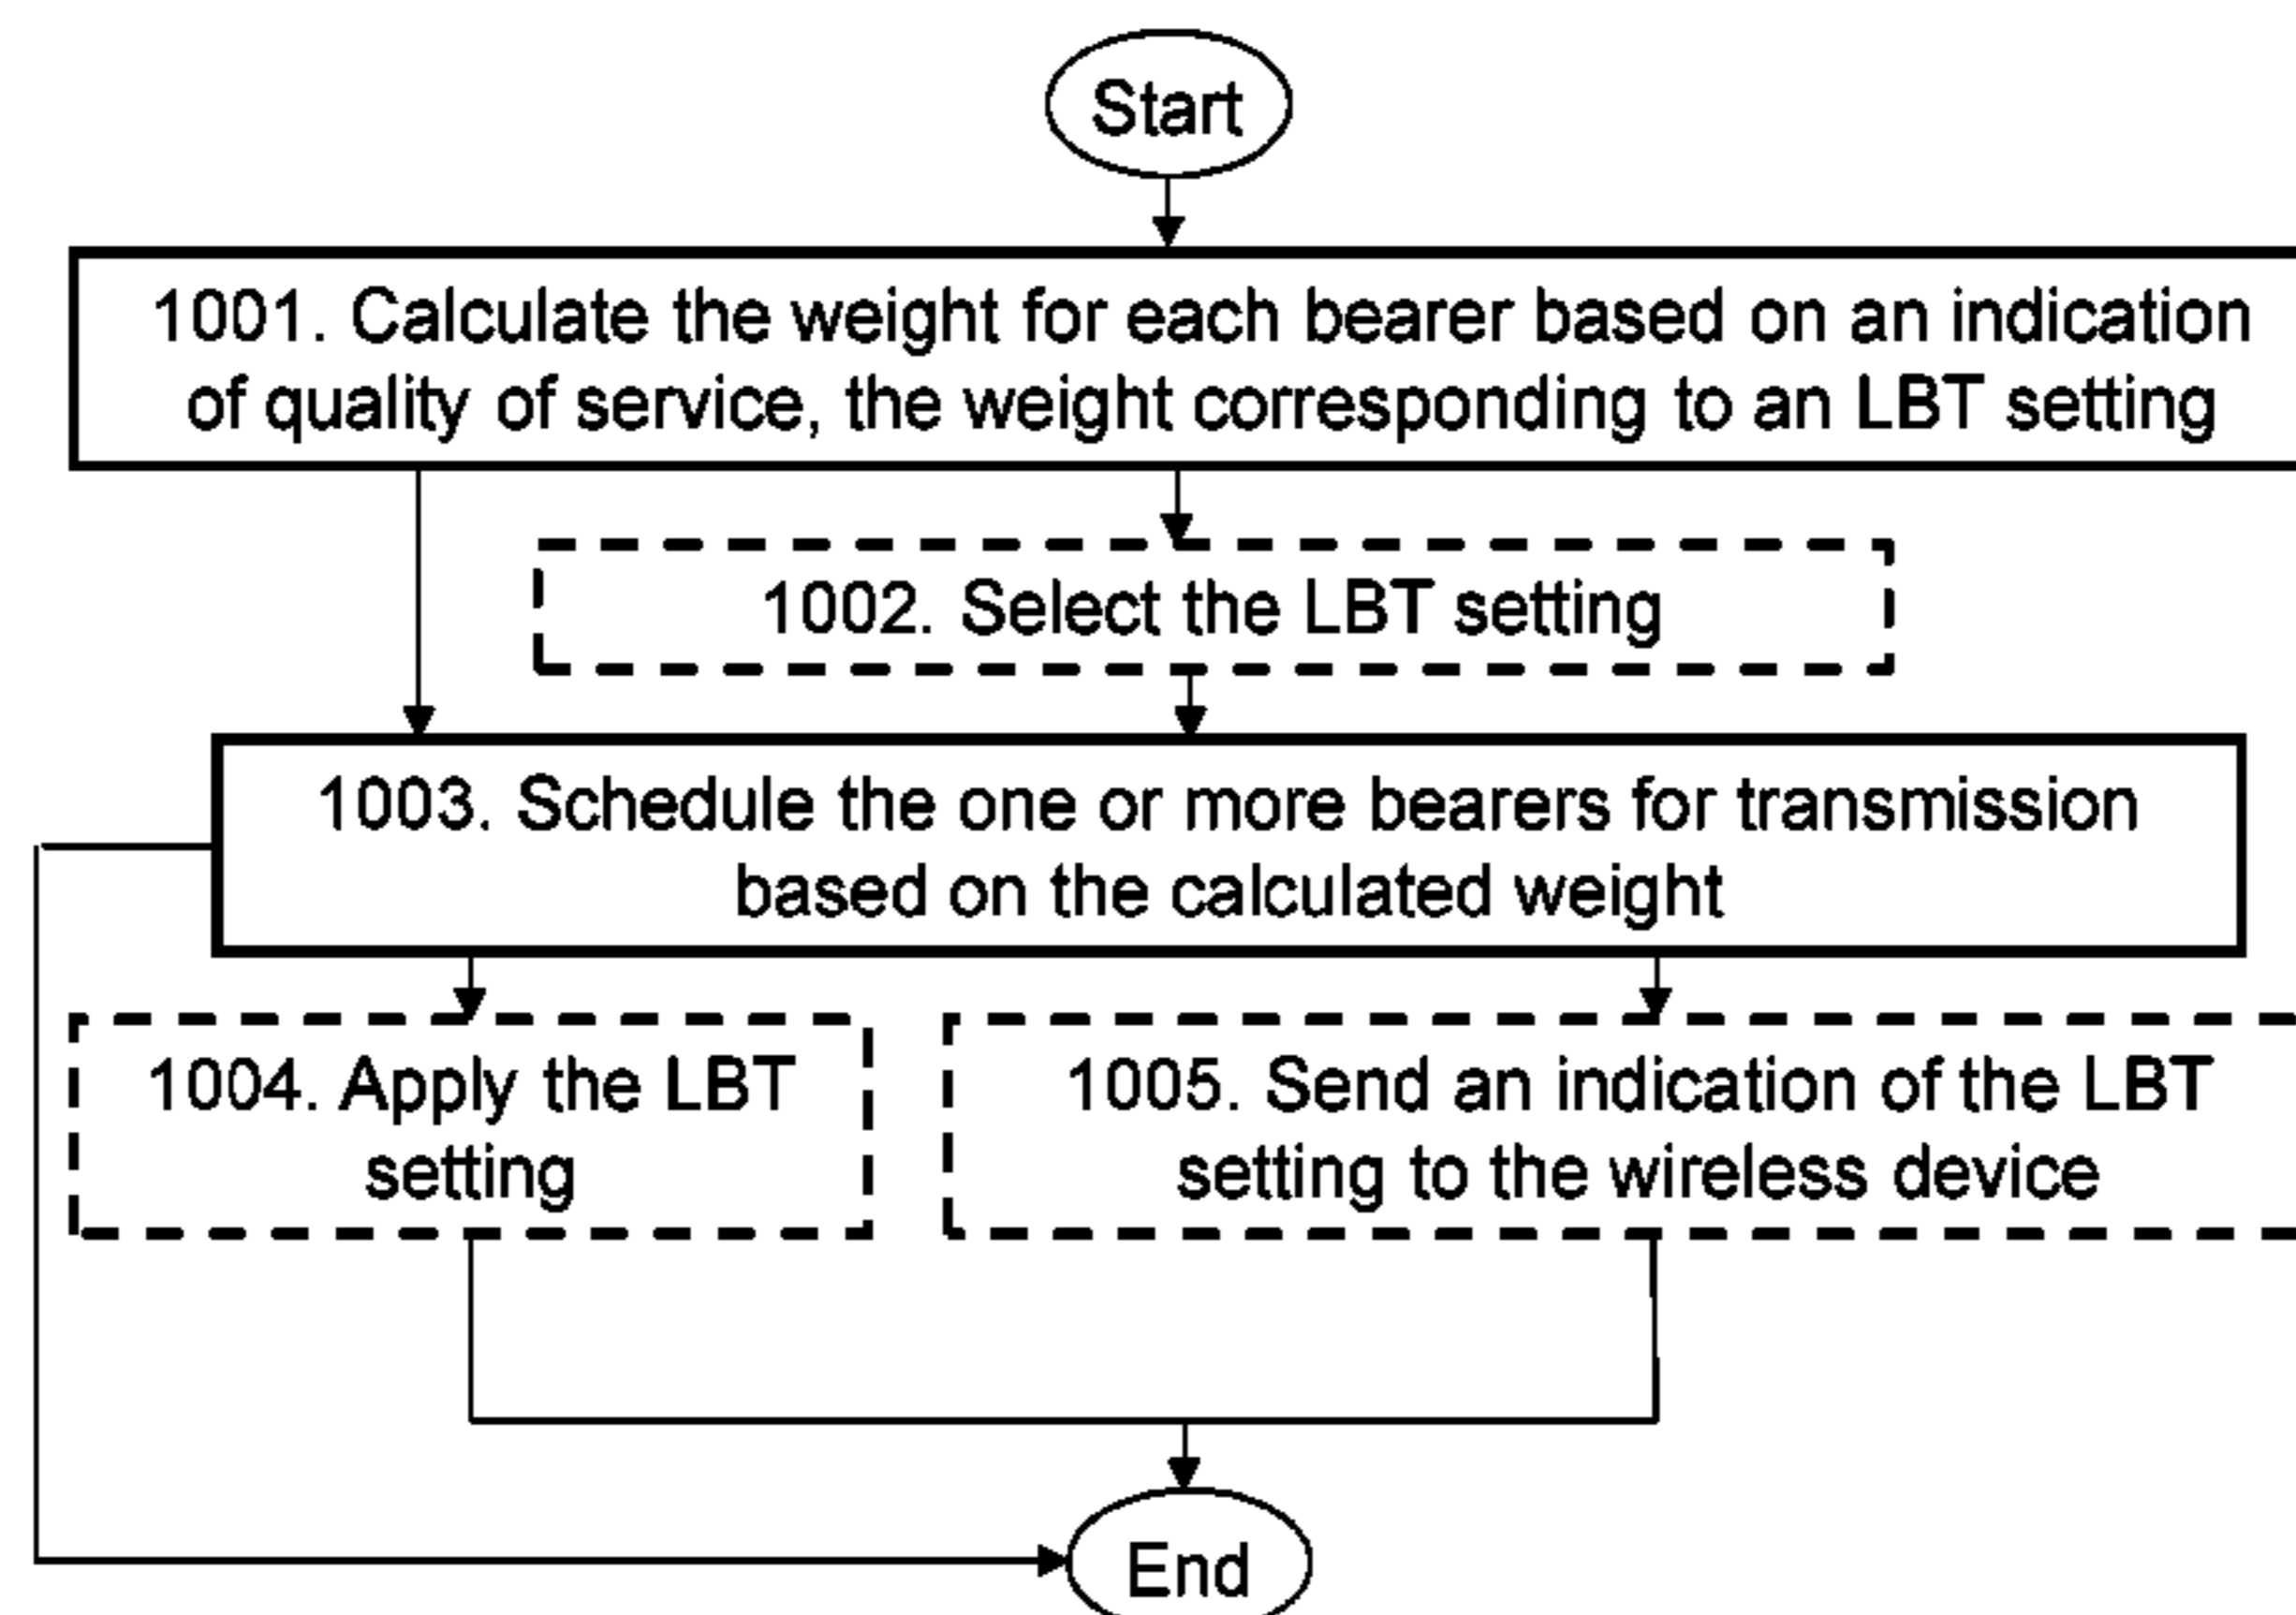 Start
1001. Calculate the weight for each bearer based on an indication
of quality of service, the weight corresponding to an LBT setting
1002. Select the LBT setting
1003. Schedule the one or more bearers for transmission
based on the calculated weight
1004. Apply the LBT
setting
1005. Send an indication of the LBT
setting to the wireless device
End